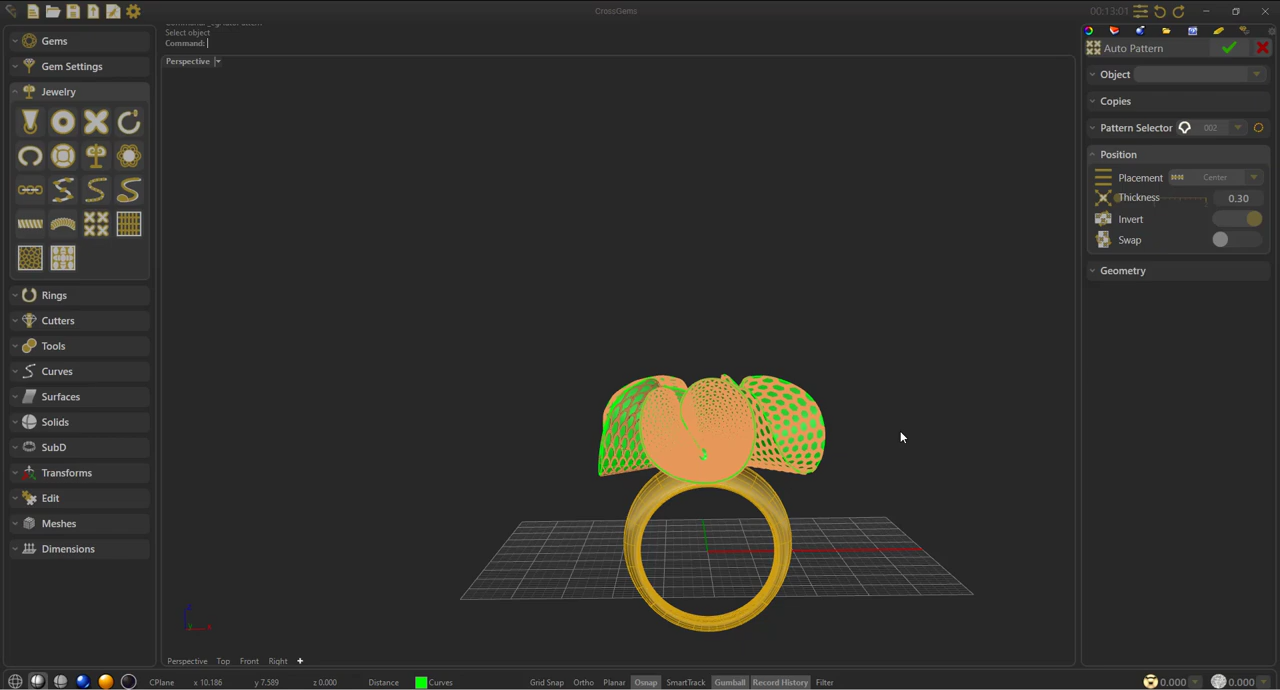 CrossGems
00:13:01
Select object
Command:
Perspective
Gems
Gem Settings
Jewelry
Rings
Cutters
Tools
Curves
Surfaces
Solids
SubD
Transforms
Edit
Meshes
Dimensions
Auto Pattern
Object
Copies
Pattern Selector 002
Position
Placement Center
Thickness 0.30
Invert
Swap
Geometry
z
y x
Perspective Top Front Right
CPlane x 10.186 y 7.589 z 0.000 Distance Curves Grid Snap Ortho Planar Osnap SmartTrack Gumball Record History Filter 0.000 0.000